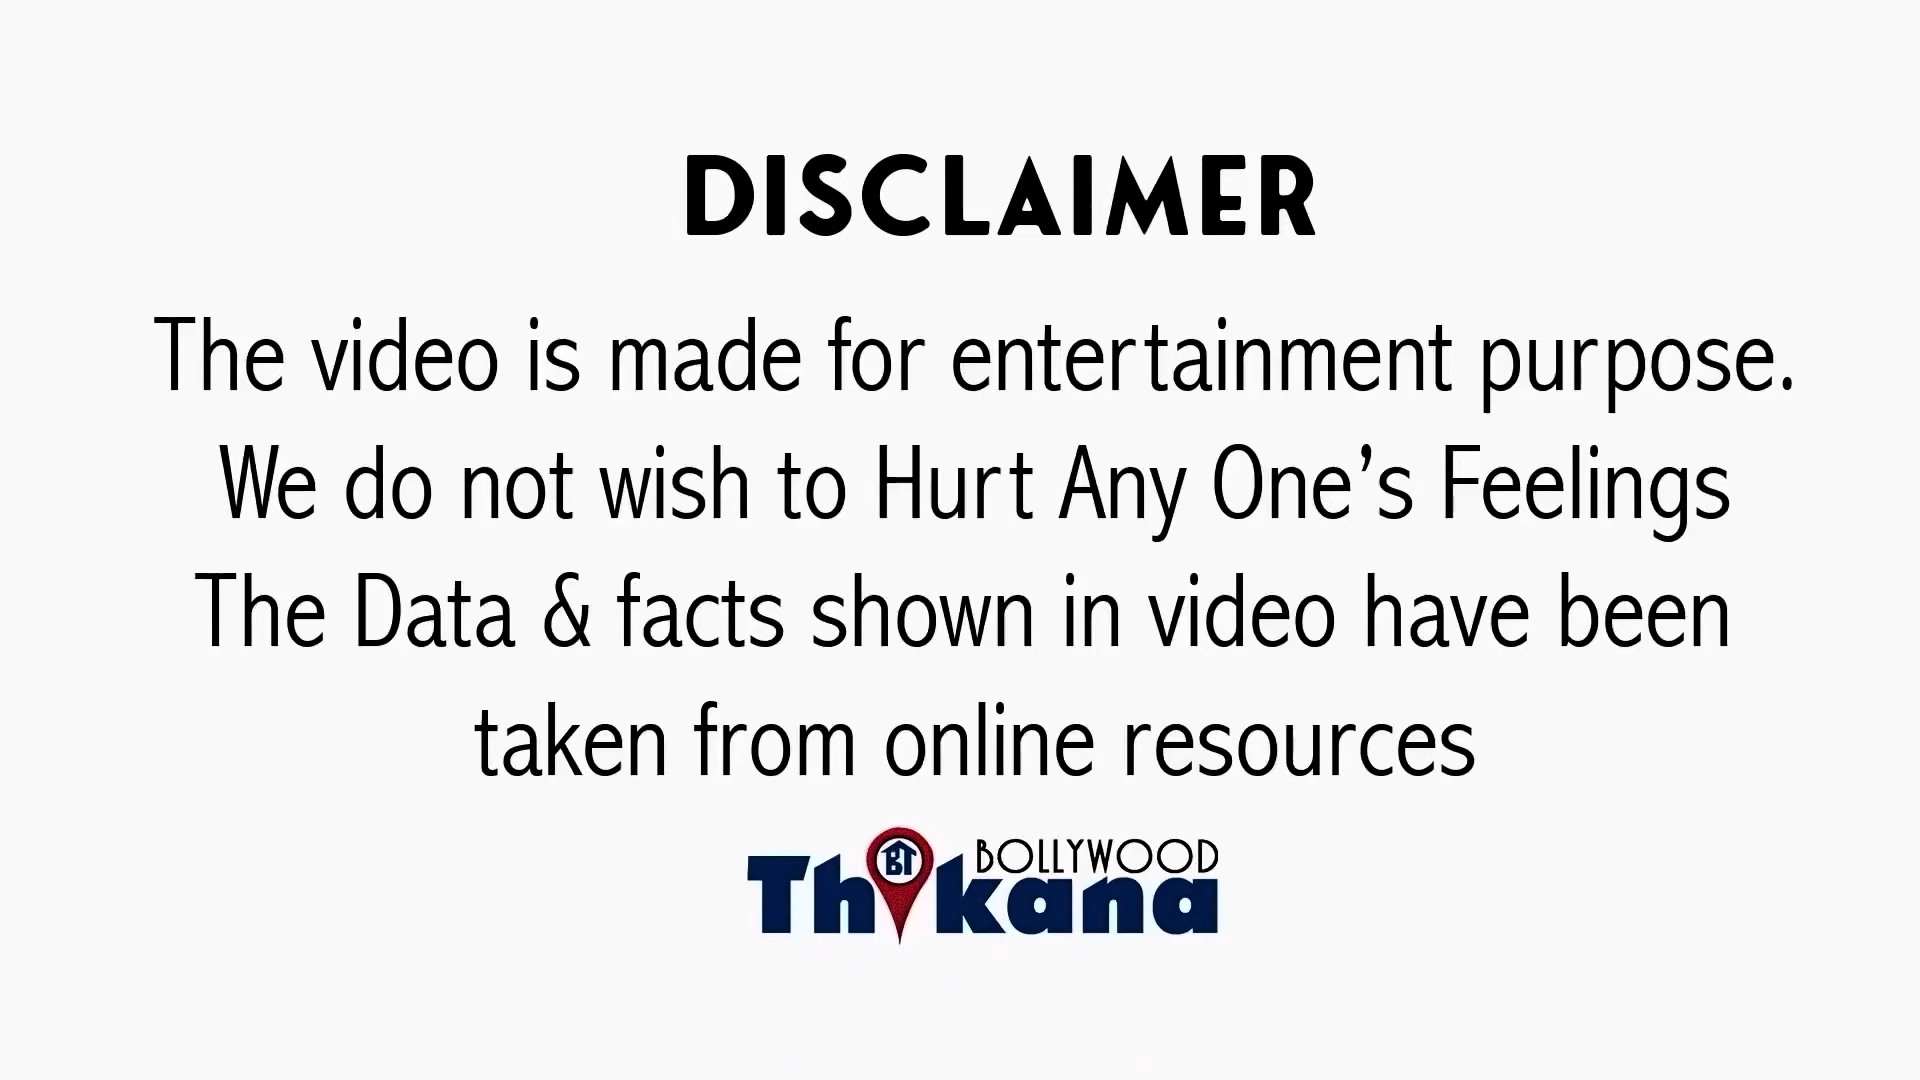 DISCLAIMER
The video is made for entertainment purpose.
We do not wish to Hurt Any One's Feelings
The Data & facts shown in video have been
taken from online resources
BT BOLLYWOOD
Thikana